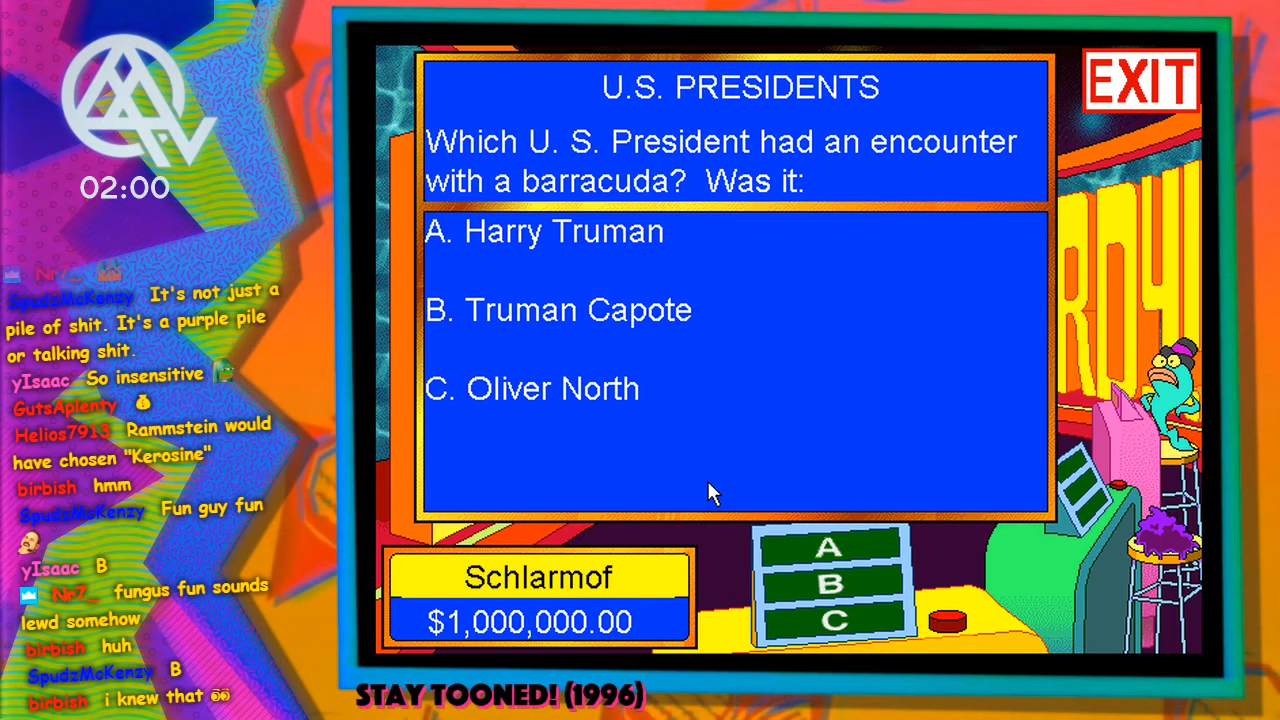 02:00
Nr7_
SpudzMcKenzy It's not just a
pile of shit. It's a purple pile
or talking shit.
yIsaac So insensitive
GutsAplenty
Helios7913 Rammstein would
have chosen "Kerosine"
birbish hmm
SpudzMcKenzy Fun guy fun
yIsaac B
Nr7_ fungus fun sounds
lewd somehow
birbish huh
SpudzMcKenzy B
birbish i knew that
U.S. PRESIDENTS
Which U. S. President had an encounter
with a barracuda? Was it:
A. Harry Truman
B. Truman Capote
C. Oliver North
EXIT
RDY
Schlarmof
$1,000,000.00
A
B
C
STAY TOONED! (1996)